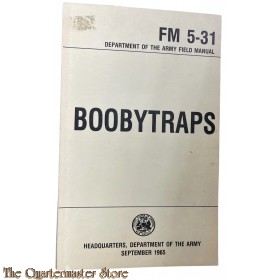 FM 5-31
DEPARTMENT OF THE ARMY FIELD MANUAL
BOOBYTRAPS
HEADQUARTERS, DEPARTMENT OF THE ARMY
SEPTEMBER 1965
The Quartermaster Store